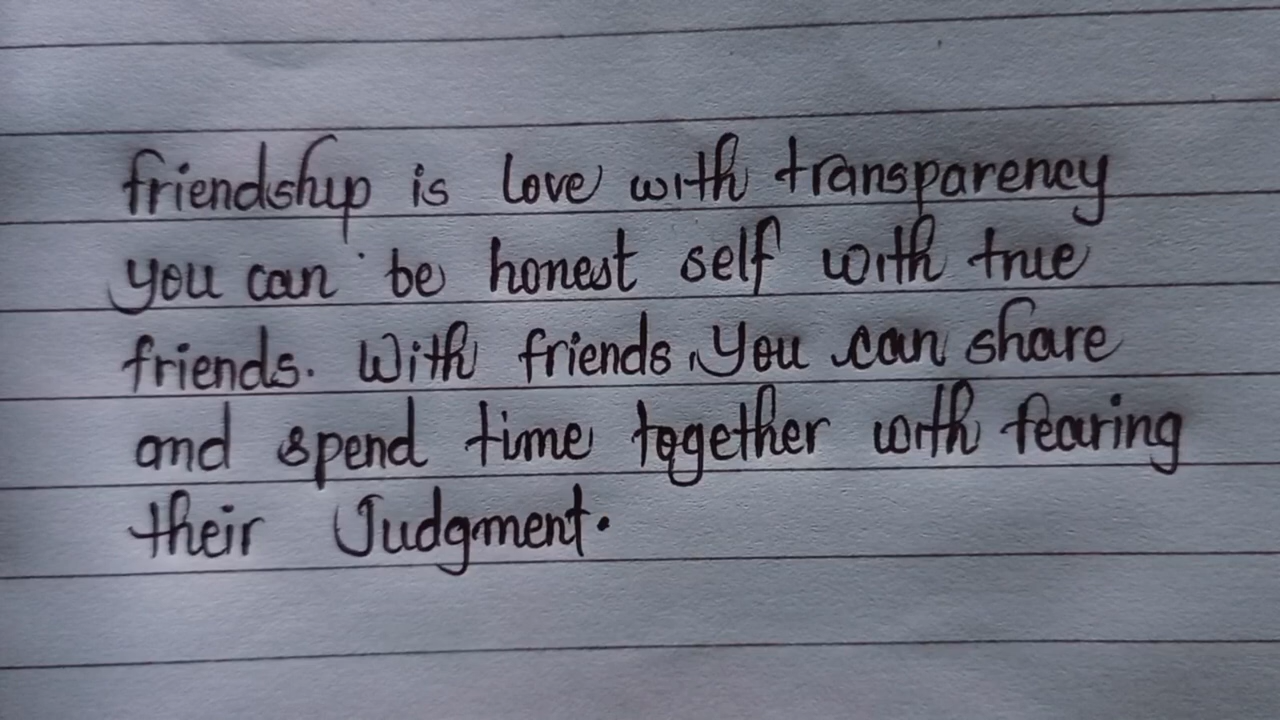 friendship is love with transparency
you can be honest self with true
friends. With friends, you can share
and spend time together with fearing
their Judgment.